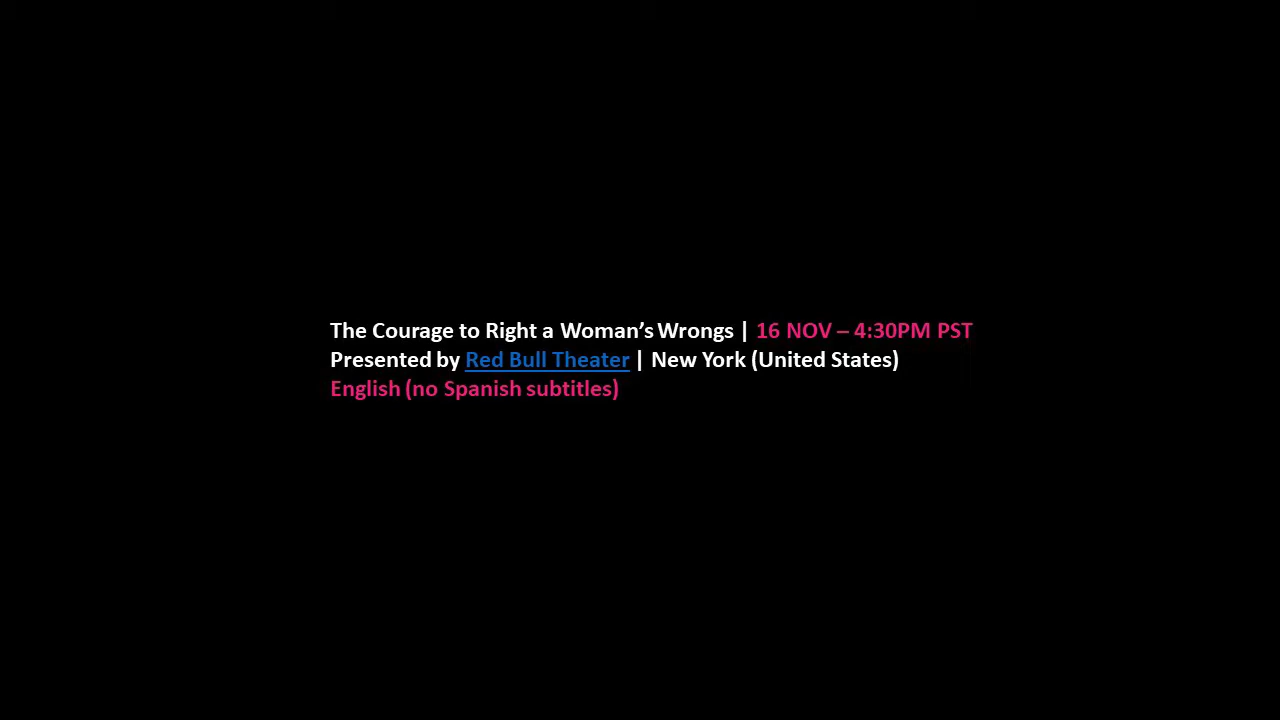 The Courage to Right a Woman’s Wrongs | 16 NOV – 4:30PM PST
Presented by Red Bull Theater | New York (United States)
English (no Spanish subtitles)